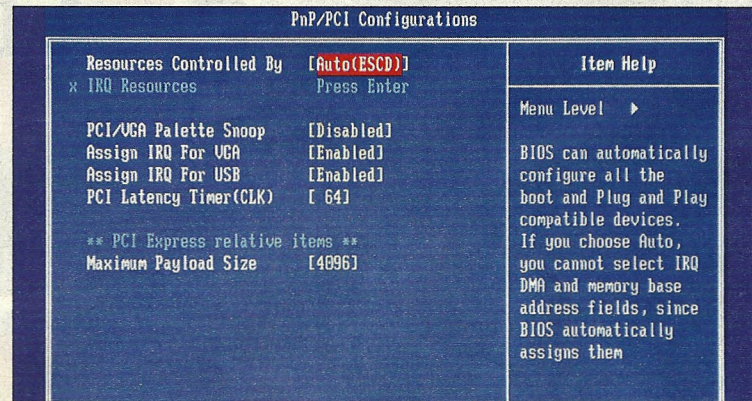 PnP/PCI Configurations
Resources Controlled By [Auto(ESCD)]
x IRQ Resources Press Enter
PCI/VGA Palette Snoop [Disabled]
Assign IRQ For VGA [Enabled]
Assign IRQ For USB [Enabled]
PCI Latency Timer(CLK) [ 64]
** PCI Express relative items **
Maximum Payload Size [4096]
Item Help
Menu Level ▶
BIOS can automatically
configure all the
boot and Plug and Play
compatible devices.
If you choose Auto,
you cannot select IRQ
DMA and memory base
address fields, since
BIOS automatically
assigns them